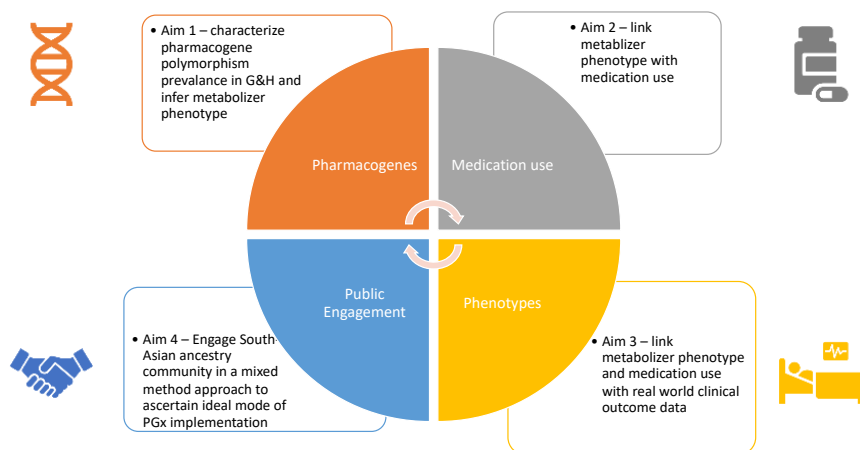 • Aim 1 – characterize
pharmacogene
polymorphism
prevalance in G&H and
infer metabolizer
phenotype
• Aim 2 – link
metablizer
phenotype with
medication use
Pharmacogenes
Medication use
Public
Engagement
Phenotypes
• Aim 4 – Engage South-
Asian ancestry
community in a mixed
method approach to
ascertain ideal mode of
PGx implementation
• Aim 3 – link
metabolizer phenotype
and medication use
with real world clinical
outcome data